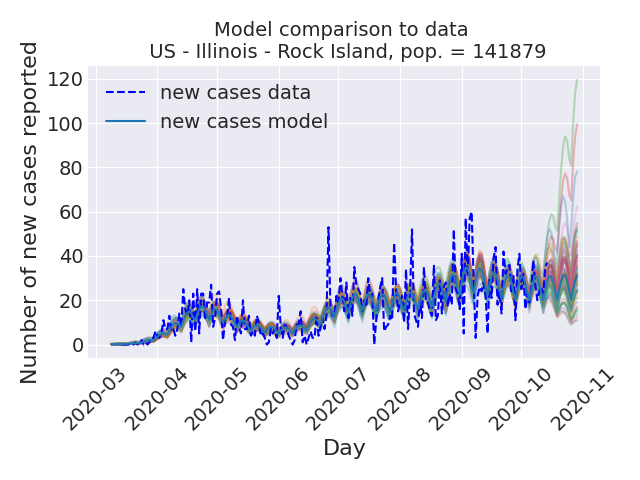 Model comparison to data
US - Illinois - Rock Island, pop. = 141879
Number of new cases reported
120
100
80
60
40
20
0
new cases data
new cases model
2020-03
2020-04
2020-05
2020-06
2020-07
2020-08
2020-09
2020-10
2020-11
Day